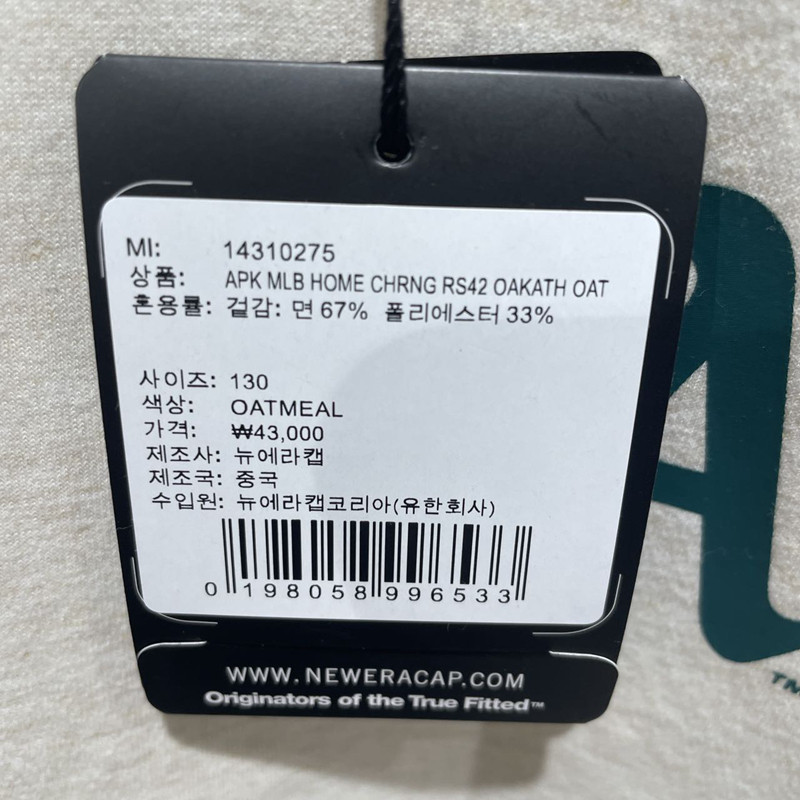 MI: 14310275
상품: APK MLB HOME CHRNG RS42 OAKATH OAT
혼용률: 겉감: 면 67% 폴리에스터 33%
사이즈: 130
색상: OATMEAL
가격: ₩43,000
제조사: 뉴에라캡
제조국: 중국
수입원: 뉴에라캡코리아(유한회사)
0 198058 996533
WWW.NEWERACAP.COM
Originators of the True Fitted™
A
TM